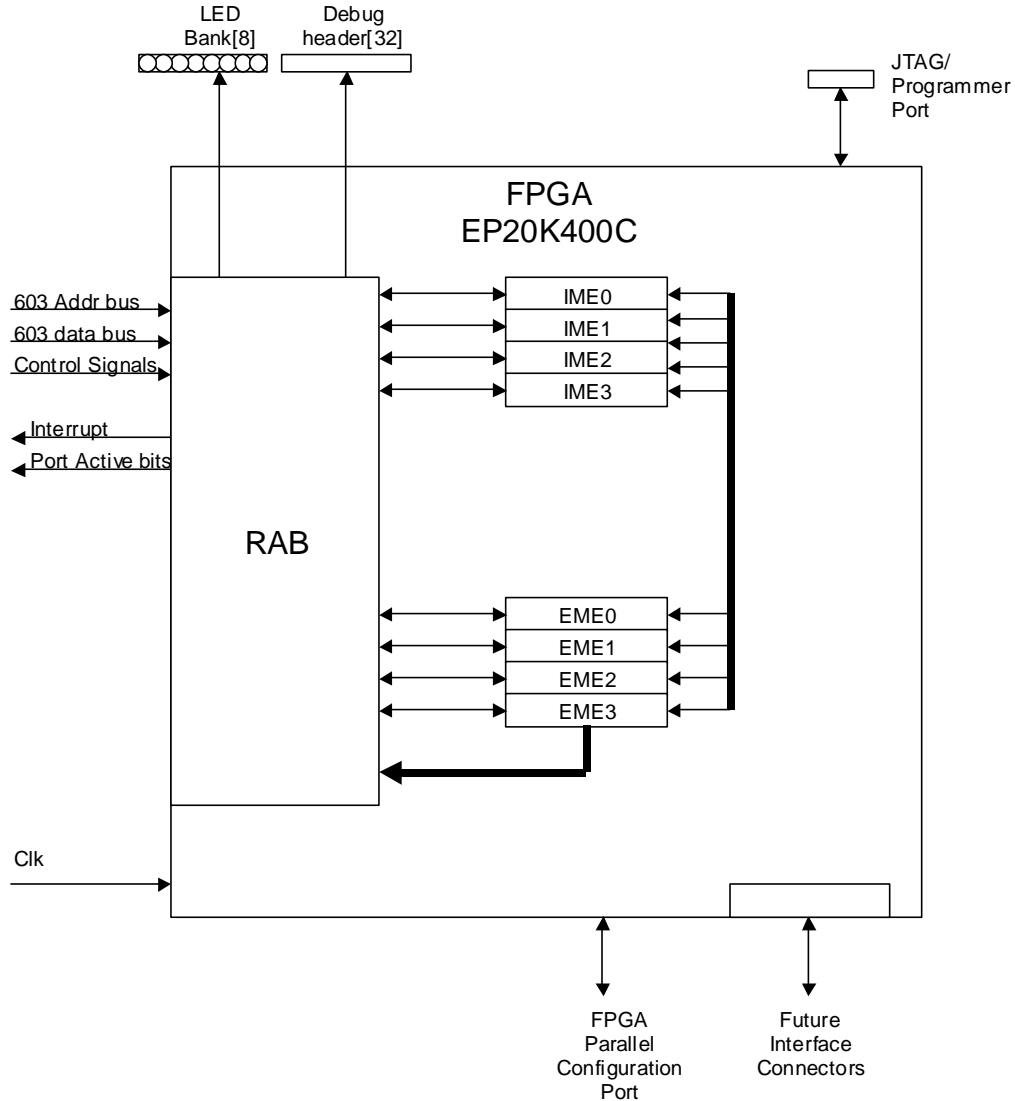 LED
Bank[8]
Debug
header[32]
JTAG/
Programmer
Port
FPGA
EP20K400C
603 Addr bus
603 data bus
Control Signals
Interrupt
Port Active bits
RAB
IME0
IME1
IME2
IME3
EME0
EME1
EME2
EME3
Clk
FPGA
Parallel
Configuration
Port
Future
Interface
Connectors